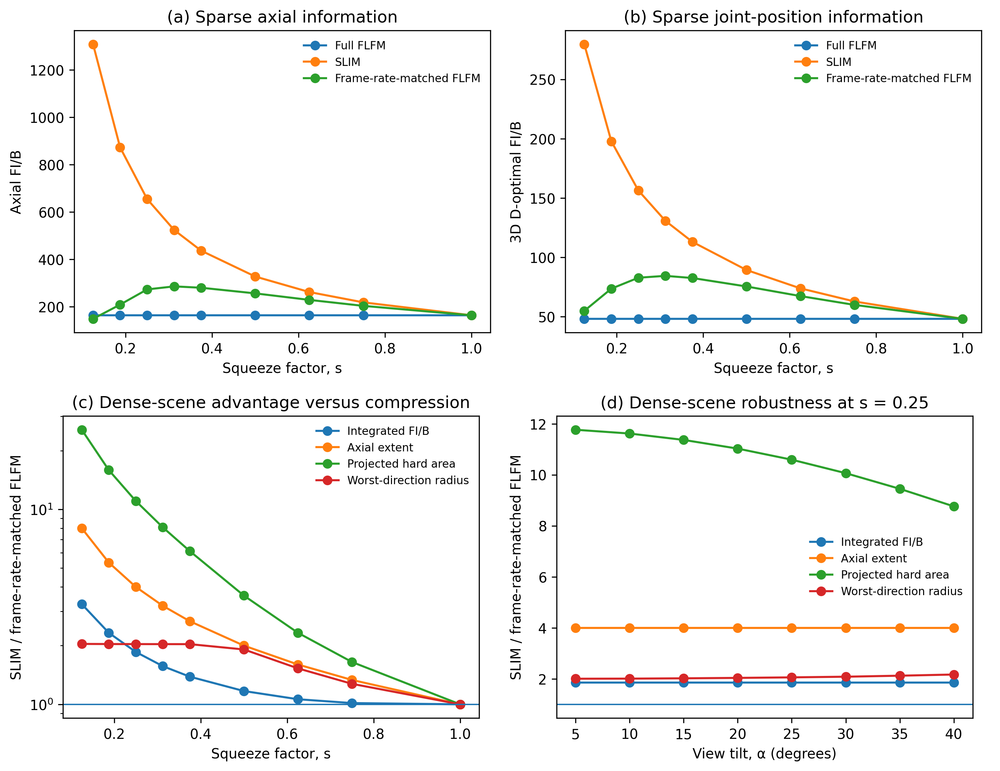 (a) Sparse axial information
Axial FI/B
1200
1000
800
600
400
200
Full FLFM
SLIM
Frame-rate-matched FLFM
0.2 0.4 0.6 0.8 1.0
Squeeze factor, s
(b) Sparse joint-position information
3D D-optimal FI/B
250
200
150
100
50
Full FLFM
SLIM
Frame-rate-matched FLFM
0.2 0.4 0.6 0.8 1.0
Squeeze factor, s
(c) Dense-scene advantage versus compression
SLIM / frame-rate-matched FLFM
10¹
10⁰
Integrated FI/B
Axial extent
Projected hard area
Worst-direction radius
0.2 0.4 0.6 0.8 1.0
Squeeze factor, s
(d) Dense-scene robustness at s = 0.25
SLIM / frame-rate-matched FLFM
12
10
8
6
4
2
Integrated FI/B
Axial extent
Projected hard area
Worst-direction radius
5 10 15 20 25 30 35 40
View tilt, α (degrees)